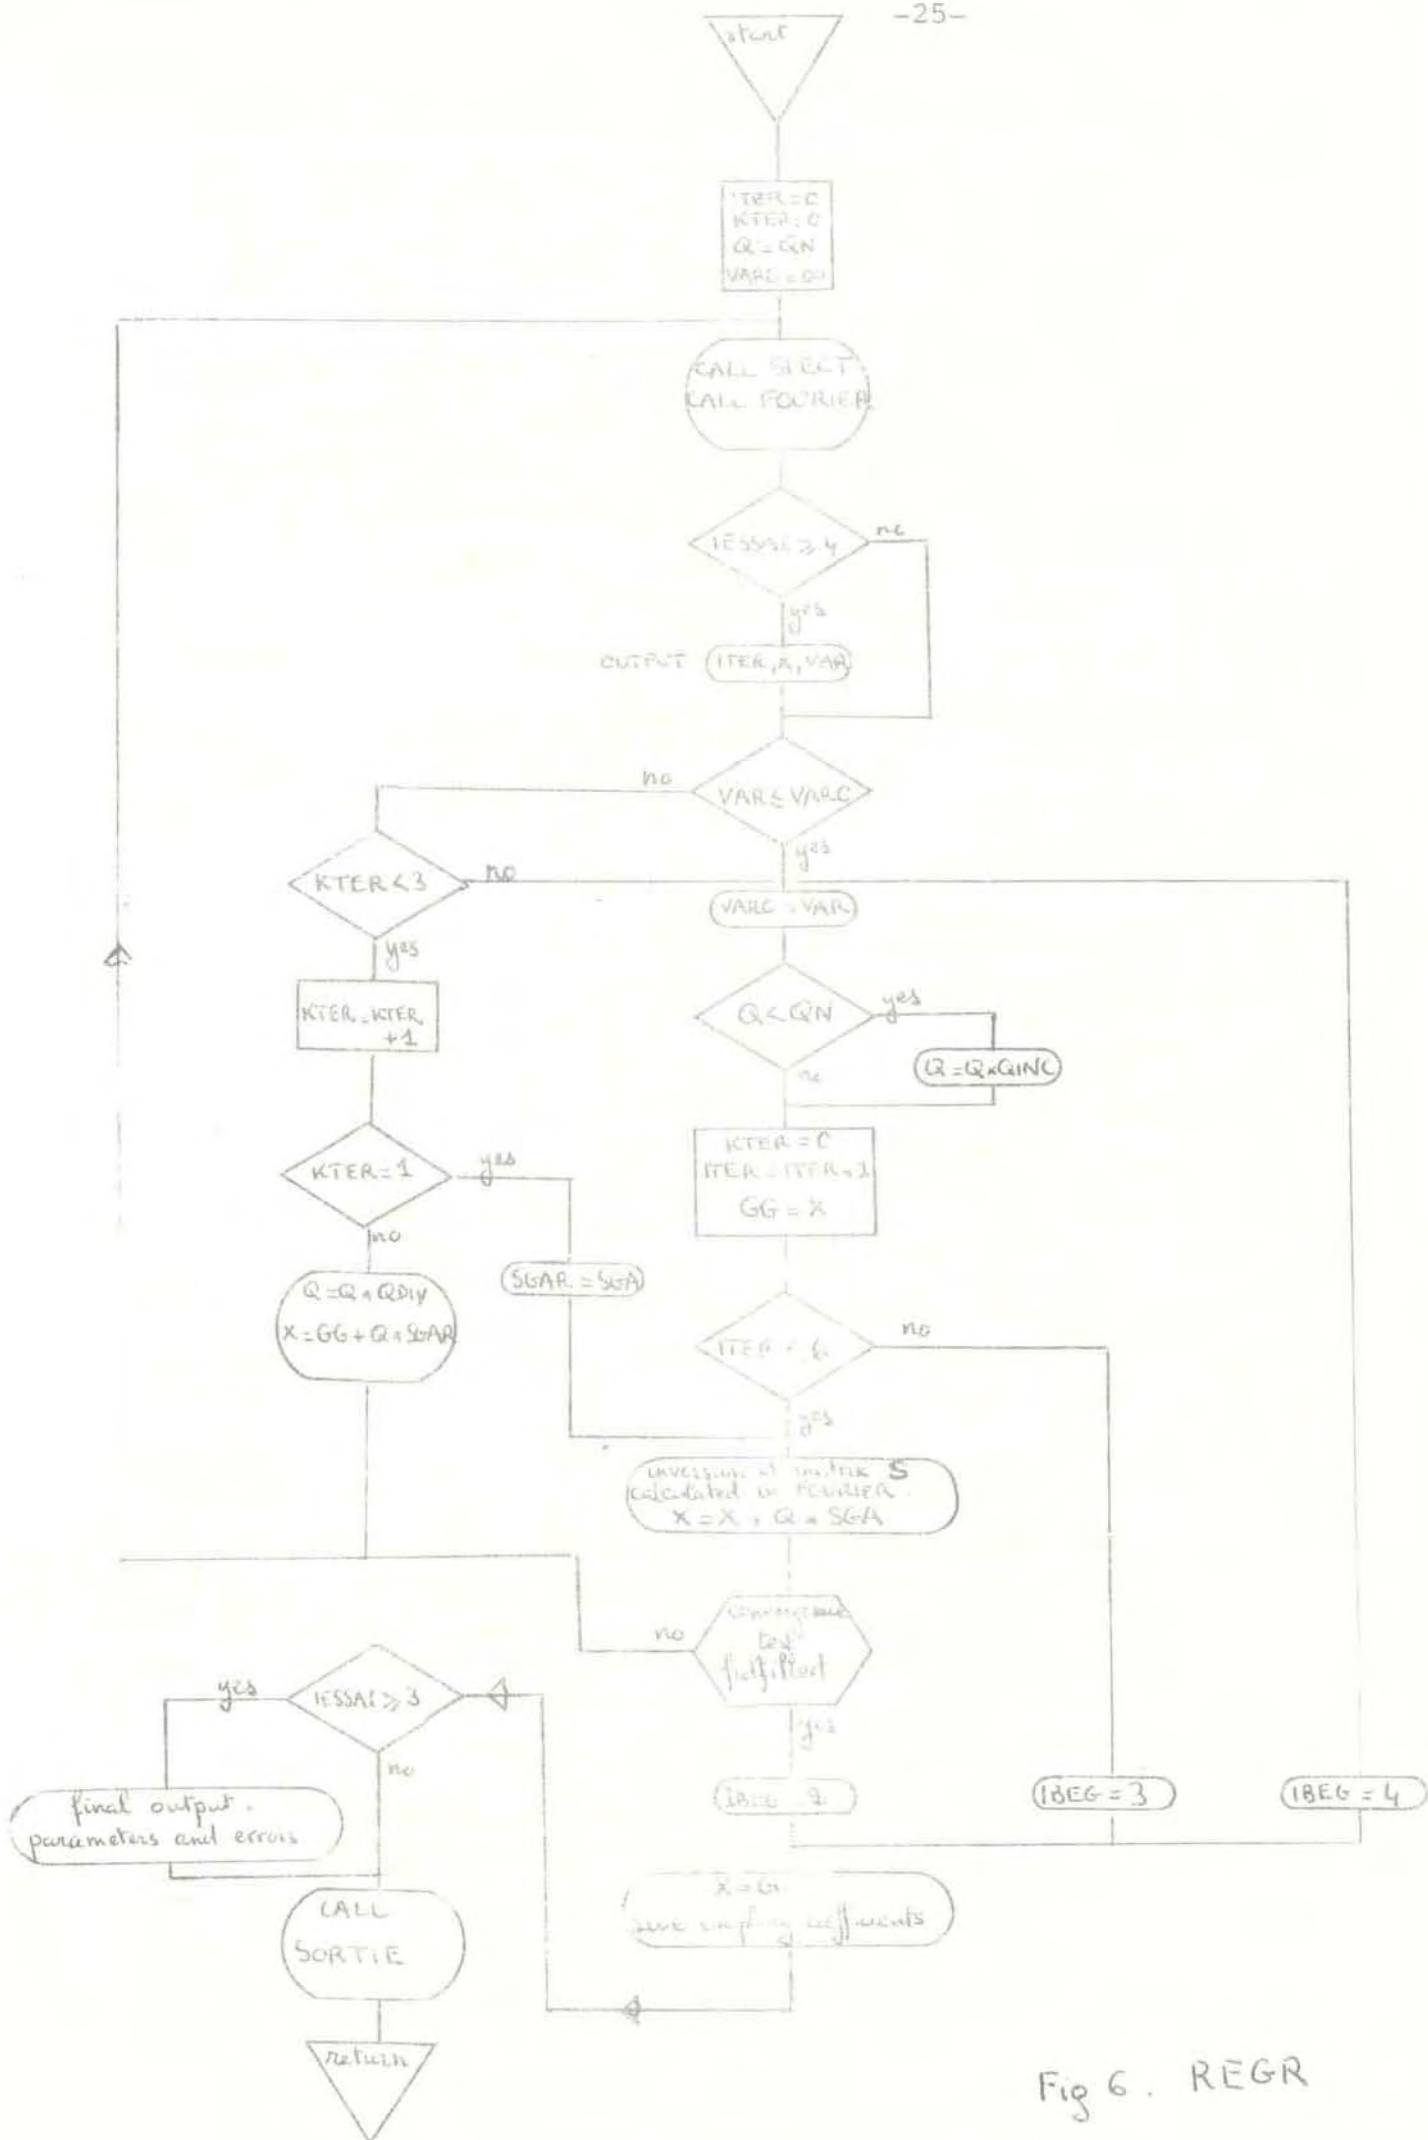 -25-
start
ITER = 0
KTER = 0
Q = QN
VARC = ∞
CALL
CALL FOURIER
IESSAI ≥ 4
no
yes
OUTPUT
ITER, X, VAR
no
VAR ≤ VARC
yes
KTER < 3
no
VARC = VAR
yes
KTER = KTER
+ 1
Q < QN
yes
Q = Q * QINC
no
KTER = 0
ITER = ITER + 1
GG = X
KTER = 1
yes
no
SGAR = SGA
Q = Q * QDIV
X = GG + Q * SGAR
ITER
no
yes
inversion of matrix S
calculated in FOURIER.
X = X + Q * SGA
convergence
test
fulfilled
no
yes
IESSAI ≥ 3
yes
no
final output.
parameters and errors
IBEG = 2
IBEG = 3
IBEG = 4
X =
coefficients
CALL
SORTIE
return
Fig 6. REGR